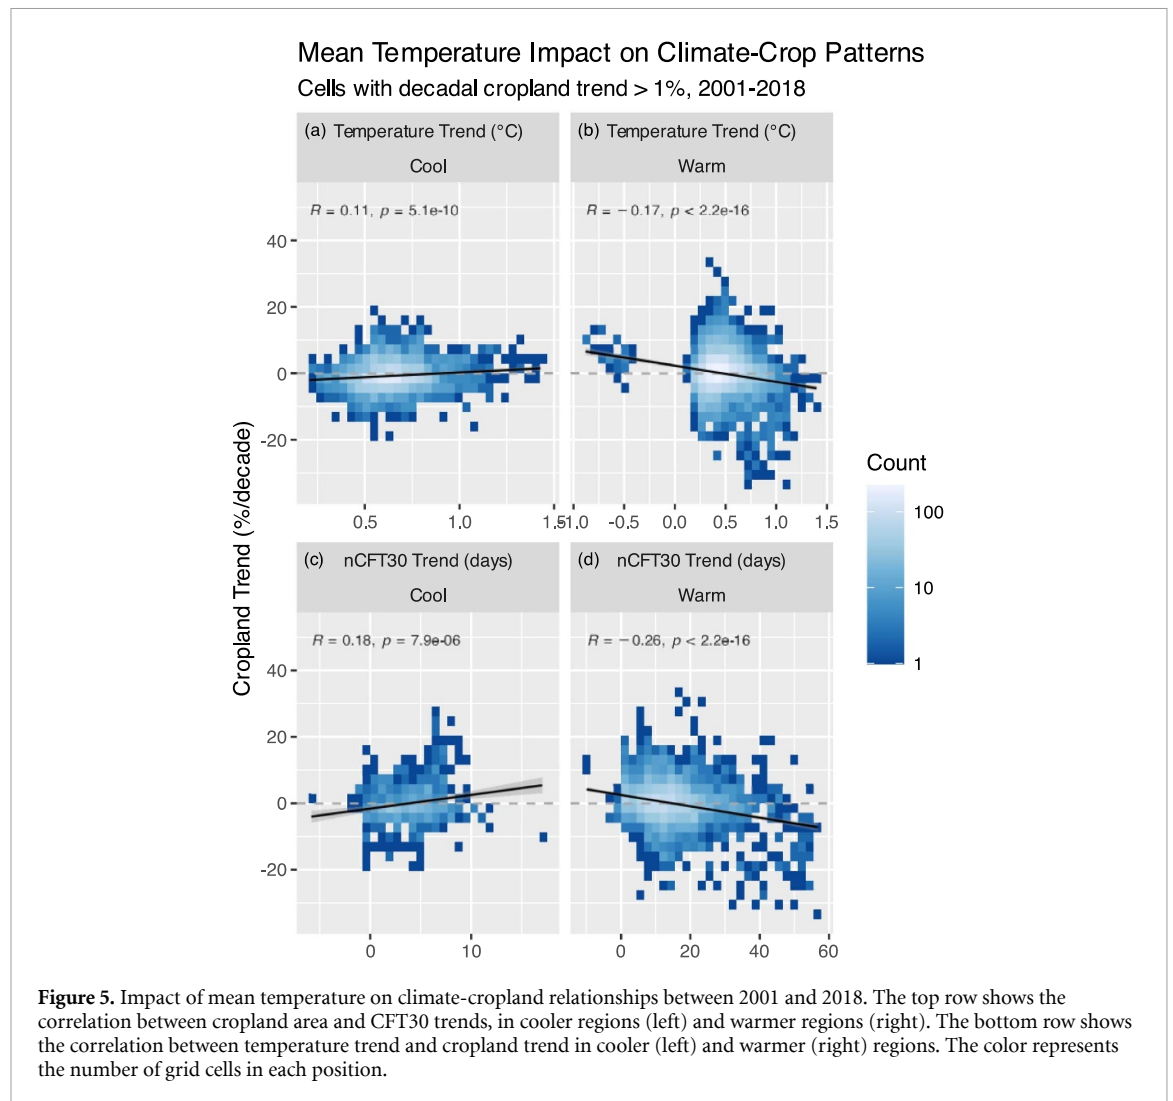 Mean Temperature Impact on Climate-Crop Patterns
Cells with decadal cropland trend > 1%, 2001-2018
(a) Temperature Trend (°C)
Cool
(b) Temperature Trend (°C)
Warm
R = 0.11, p = 5.1e-10
R = −0.17, p < 2.2e-16
40
20
0
-20
0.5
1.0
1.5
-1.0
-0.5
0.0
0.5
1.0
1.5
(c) nCFT30 Trend (days)
Cool
(d) nCFT30 Trend (days)
Warm
R = 0.18, p = 7.9e-06
R = −0.26, p < 2.2e-16
40
20
0
-20
0
10
0
20
40
60
Cropland Trend (%/decade)
Count
100
10
1
Figure 5. Impact of mean temperature on climate-cropland relationships between 2001 and 2018. The top row shows the
correlation between cropland area and CFT30 trends, in cooler regions (left) and warmer regions (right). The bottom row shows
the correlation between temperature trend and cropland trend in cooler (left) and warmer (right) regions. The color represents
the number of grid cells in each position.